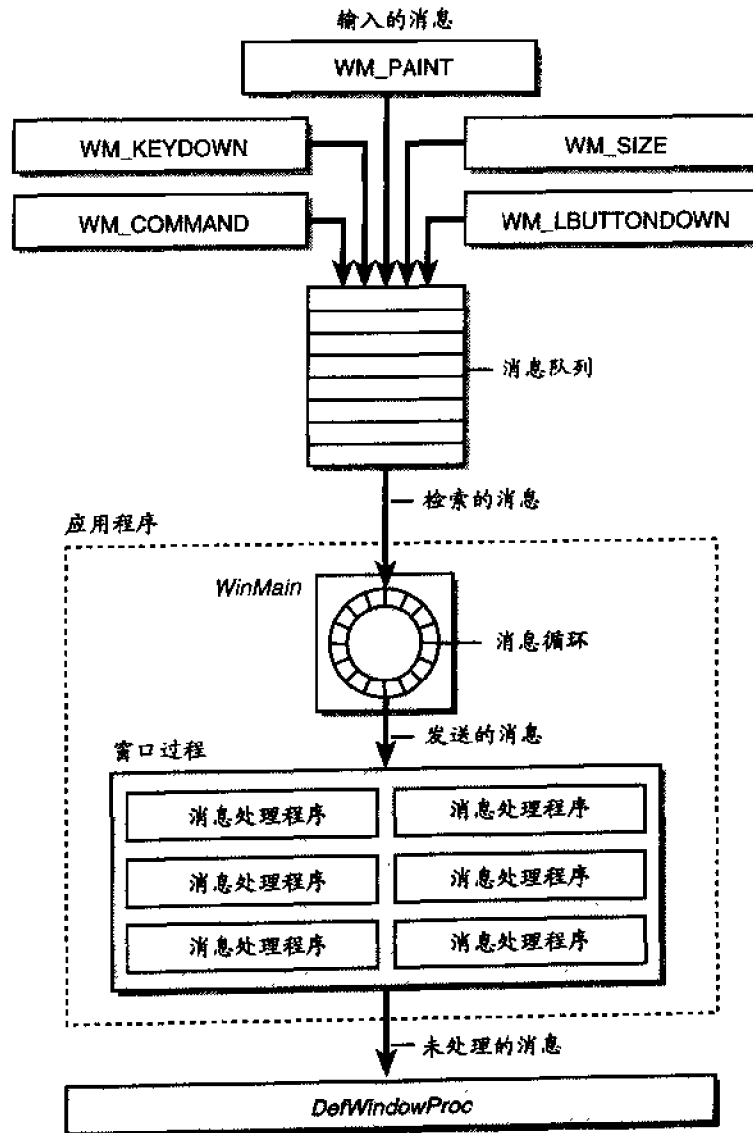 输入的消息
WM_PAINT
WM_KEYDOWN
WM_SIZE
WM_COMMAND
WM_LBUTTONDOWN
消息队列
检索的消息
应用程序
WinMain
消息循环
发送的消息
窗口过程
消息处理程序
消息处理程序
消息处理程序
消息处理程序
消息处理程序
消息处理程序
未处理的消息
DefWindowProc